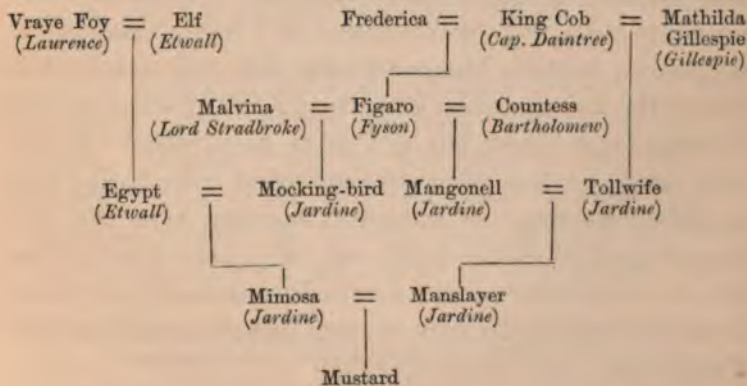 Vraye Foy = Elf Frederica = King Cob = Mathilda
(Laurence) (Etwall) (Cap. Daintree) Gillespie
(Gillespie)
Malvina = Figaro = Countess
(Lord Stradbroke) (Fyson) (Bartholomew)
Egypt = Mocking-bird Mangonell = Tollwife
(Etwall) (Jardine) (Jardine) (Jardine)
Mimosa = Manslayer
(Jardine) (Jardine)
Mustard